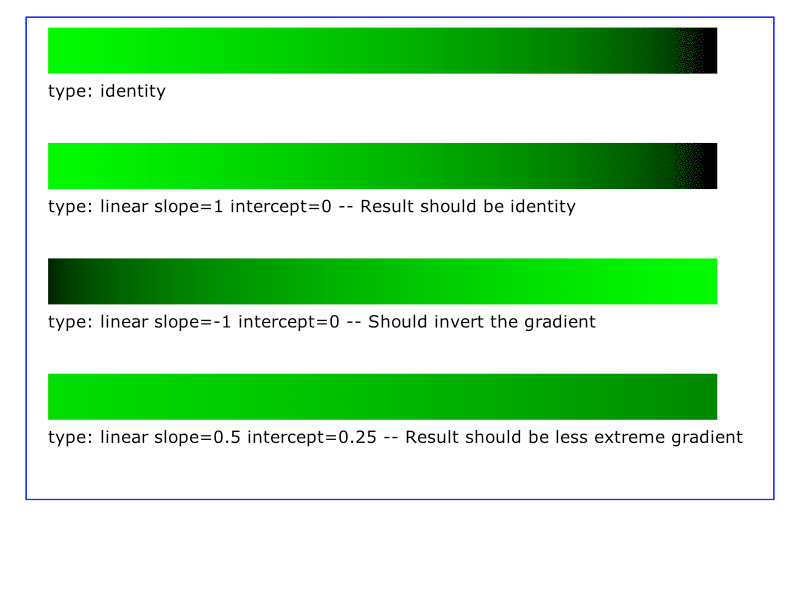 type: identity
type: linear slope=1 intercept=0 -- Result should be identity
type: linear slope=-1 intercept=0 -- Should invert the gradient
type: linear slope=0.5 intercept=0.25 -- Result should be less extreme gradient